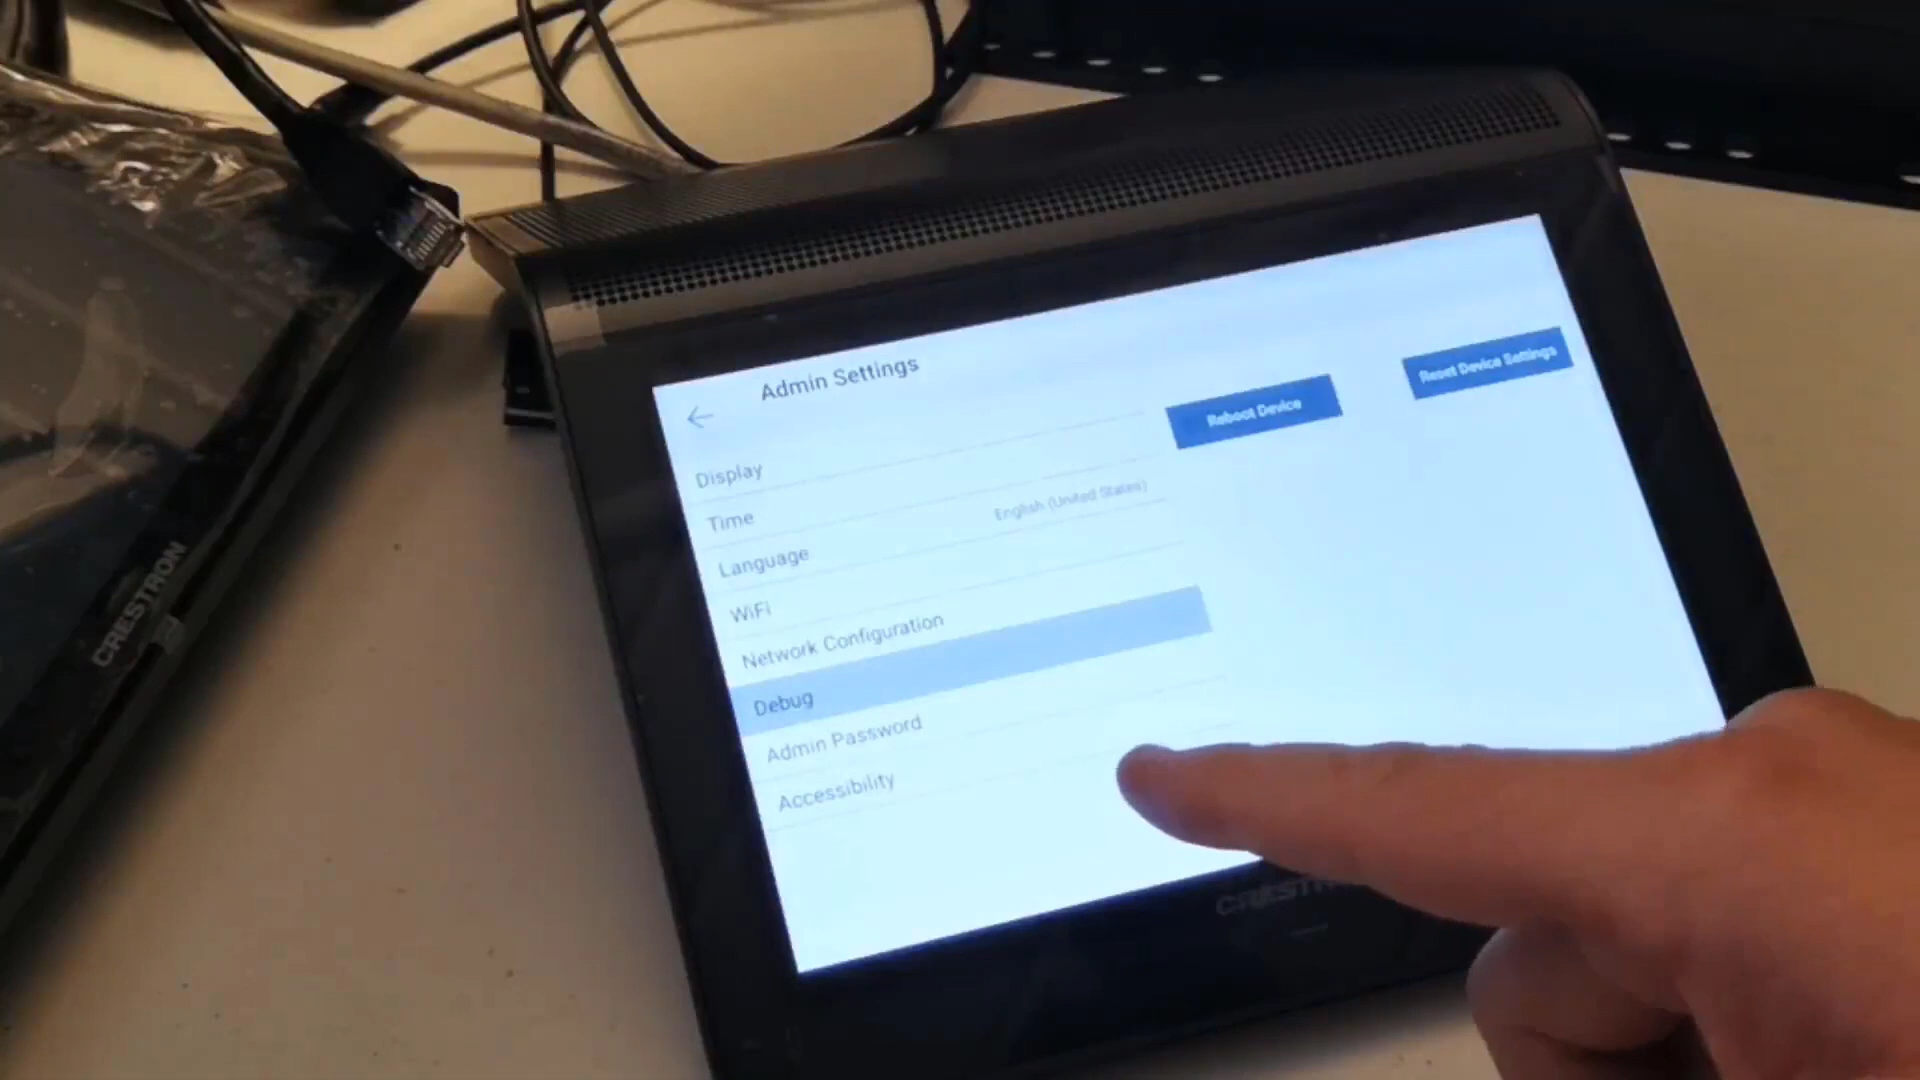 Admin Settings
Reboot Device
Reset Device Settings
Display
Time
Language
English (United States)
WiFi
Network Configuration
Debug
Admin Password
Accessibility
CRESTRON